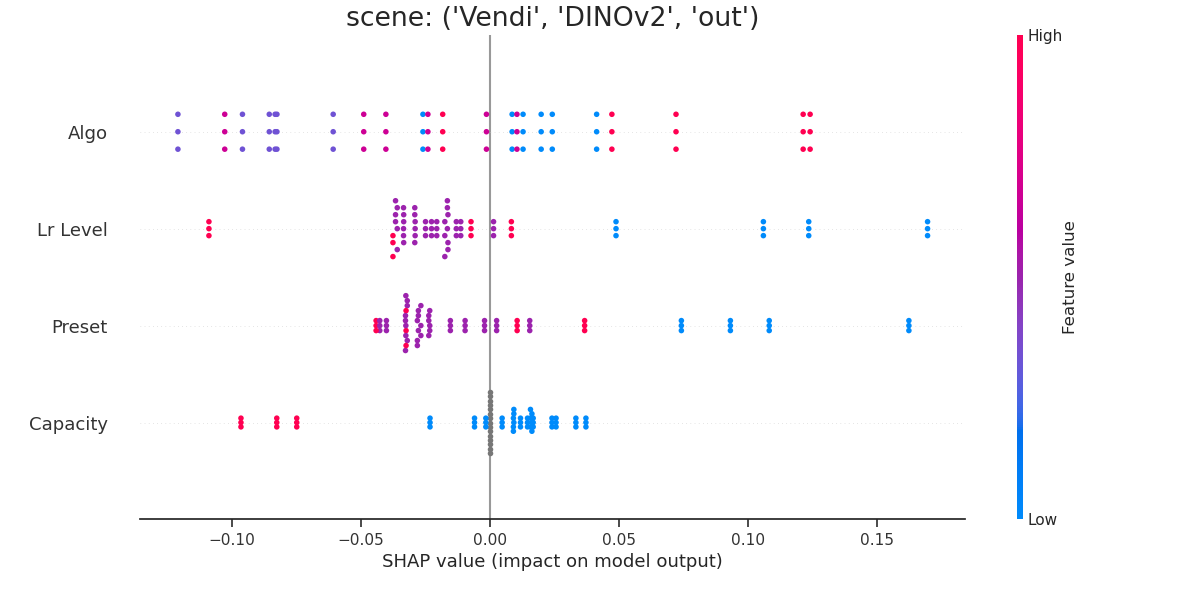 scene: ('Vendi', 'DINOv2', 'out')
High
Algo
Lr Level
Preset
Capacity
Feature value
Low
−0.10
−0.05
0.00
0.05
0.10
0.15
SHAP value (impact on model output)